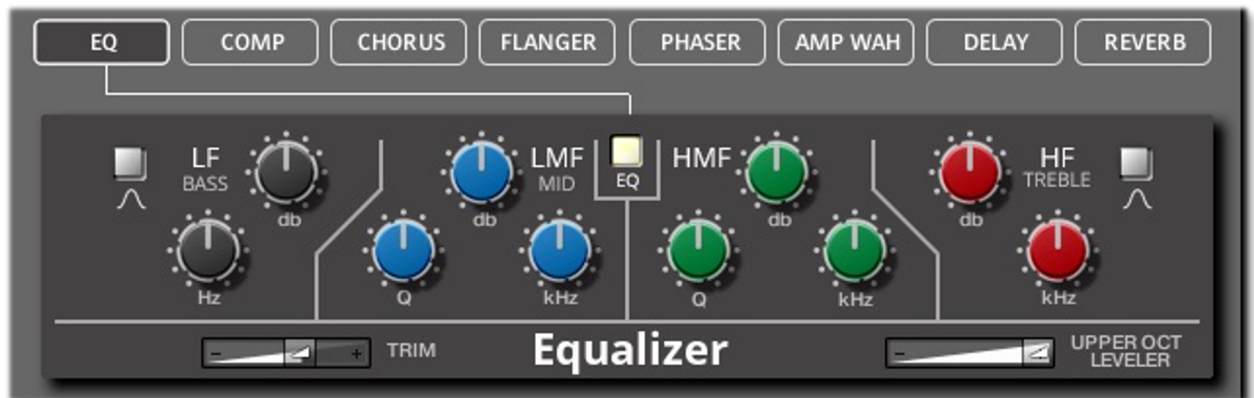 EQ COMP CHORUS FLANGER PHASER AMP WAH DELAY REVERB
LF
BASS
db
Hz
LMF
MID
db
Q
kHz
EQ
HMF
db
Q
kHz
HF
TREBLE
db
kHz
- +
TRIM
Equalizer
-
UPPER OCT
LEVELER